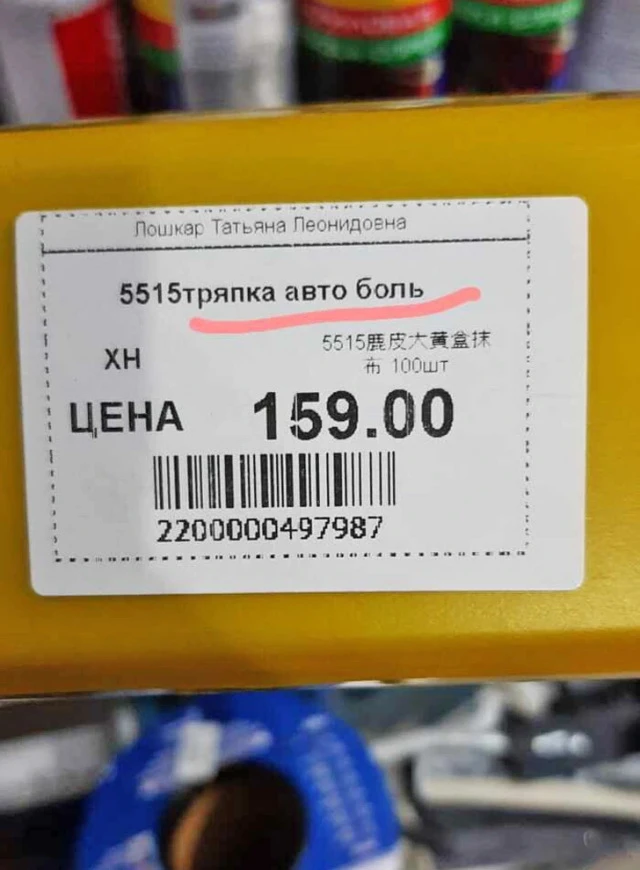 Лошкар Татьяна Леонидовна
5515тряпка авто боль
5515鹿皮大黄盒抹
布 100шт
ХН
ЦЕНА 159.00
2200000497987